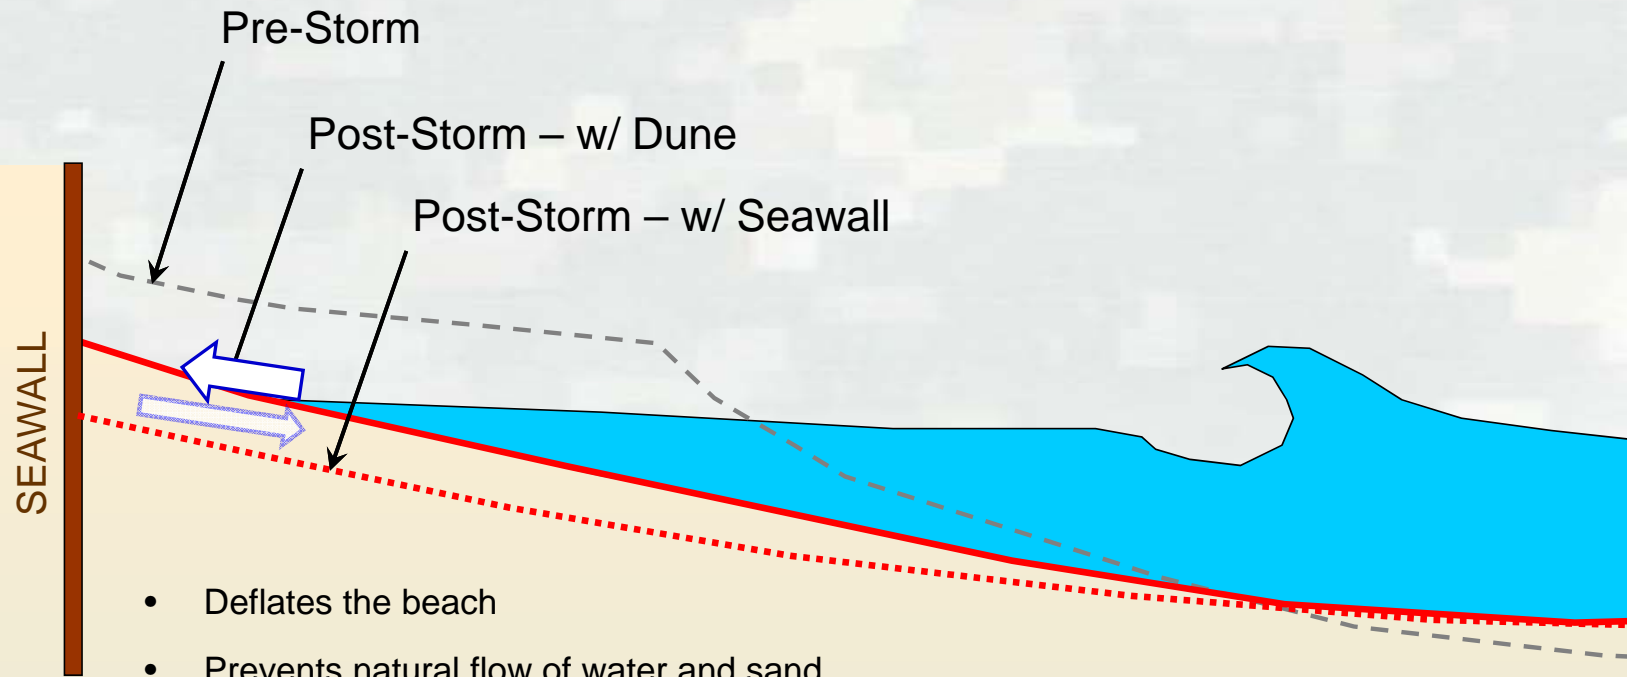 Pre-Storm
Post-Storm – w/ Dune
Post-Storm – w/ Seawall
SEAWALL
• Deflates the beach
• Prevents natural flow of water and sand